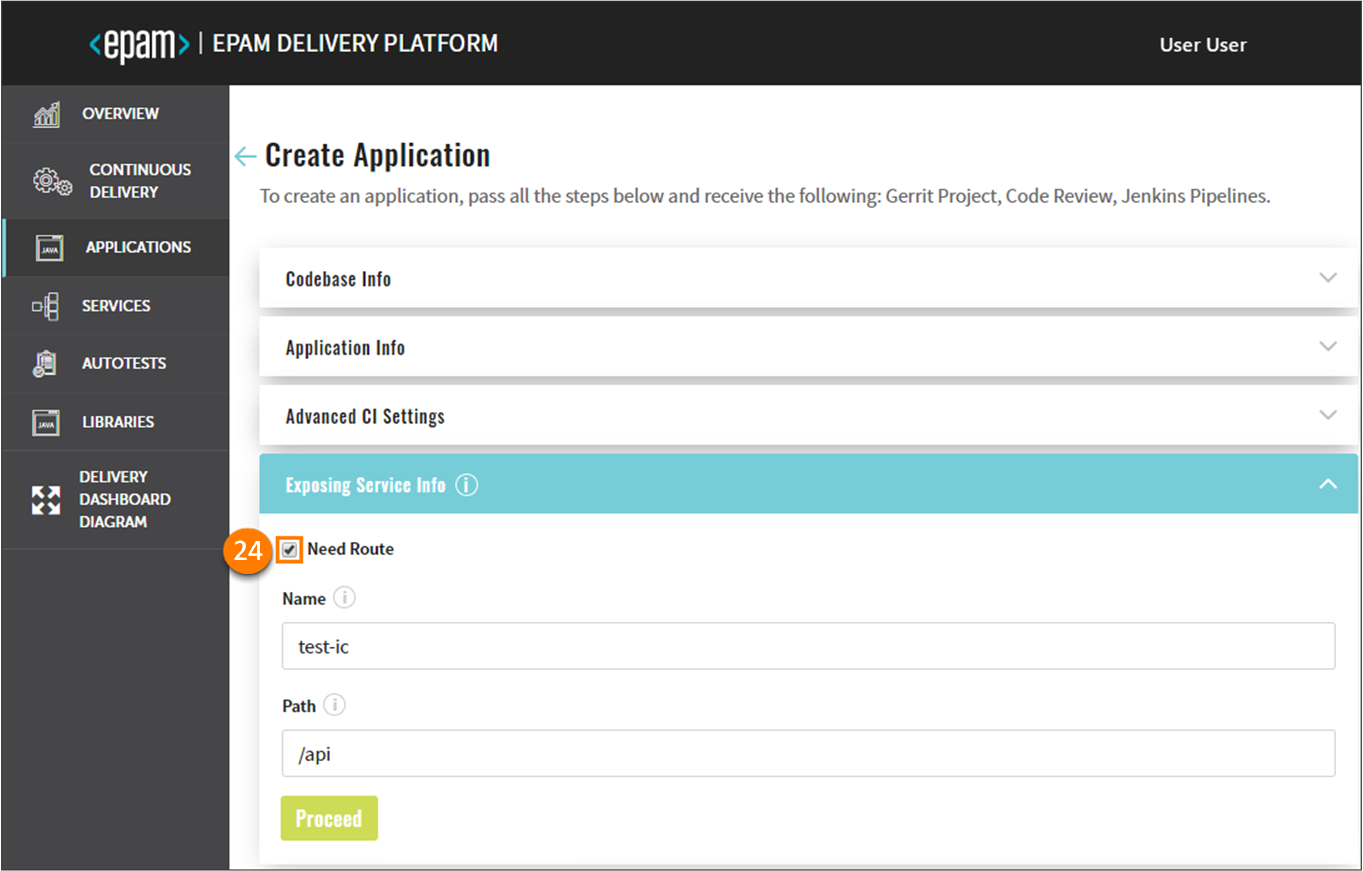 <epam> | EPAM DELIVERY PLATFORM
User User
OVERVIEW
CONTINUOUS
DELIVERY
JAVA
APPLICATIONS
SERVICES
AUTOTESTS
JAVA
LIBRARIES
DELIVERY
DASHBOARD
DIAGRAM
← Create Application
To create an application, pass all the steps below and receive the following: Gerrit Project, Code Review, Jenkins Pipelines.
Codebase Info
Application Info
Advanced CI Settings
Exposing Service Info i
24
Need Route
Name i
test-ic
Path i
/api
Proceed